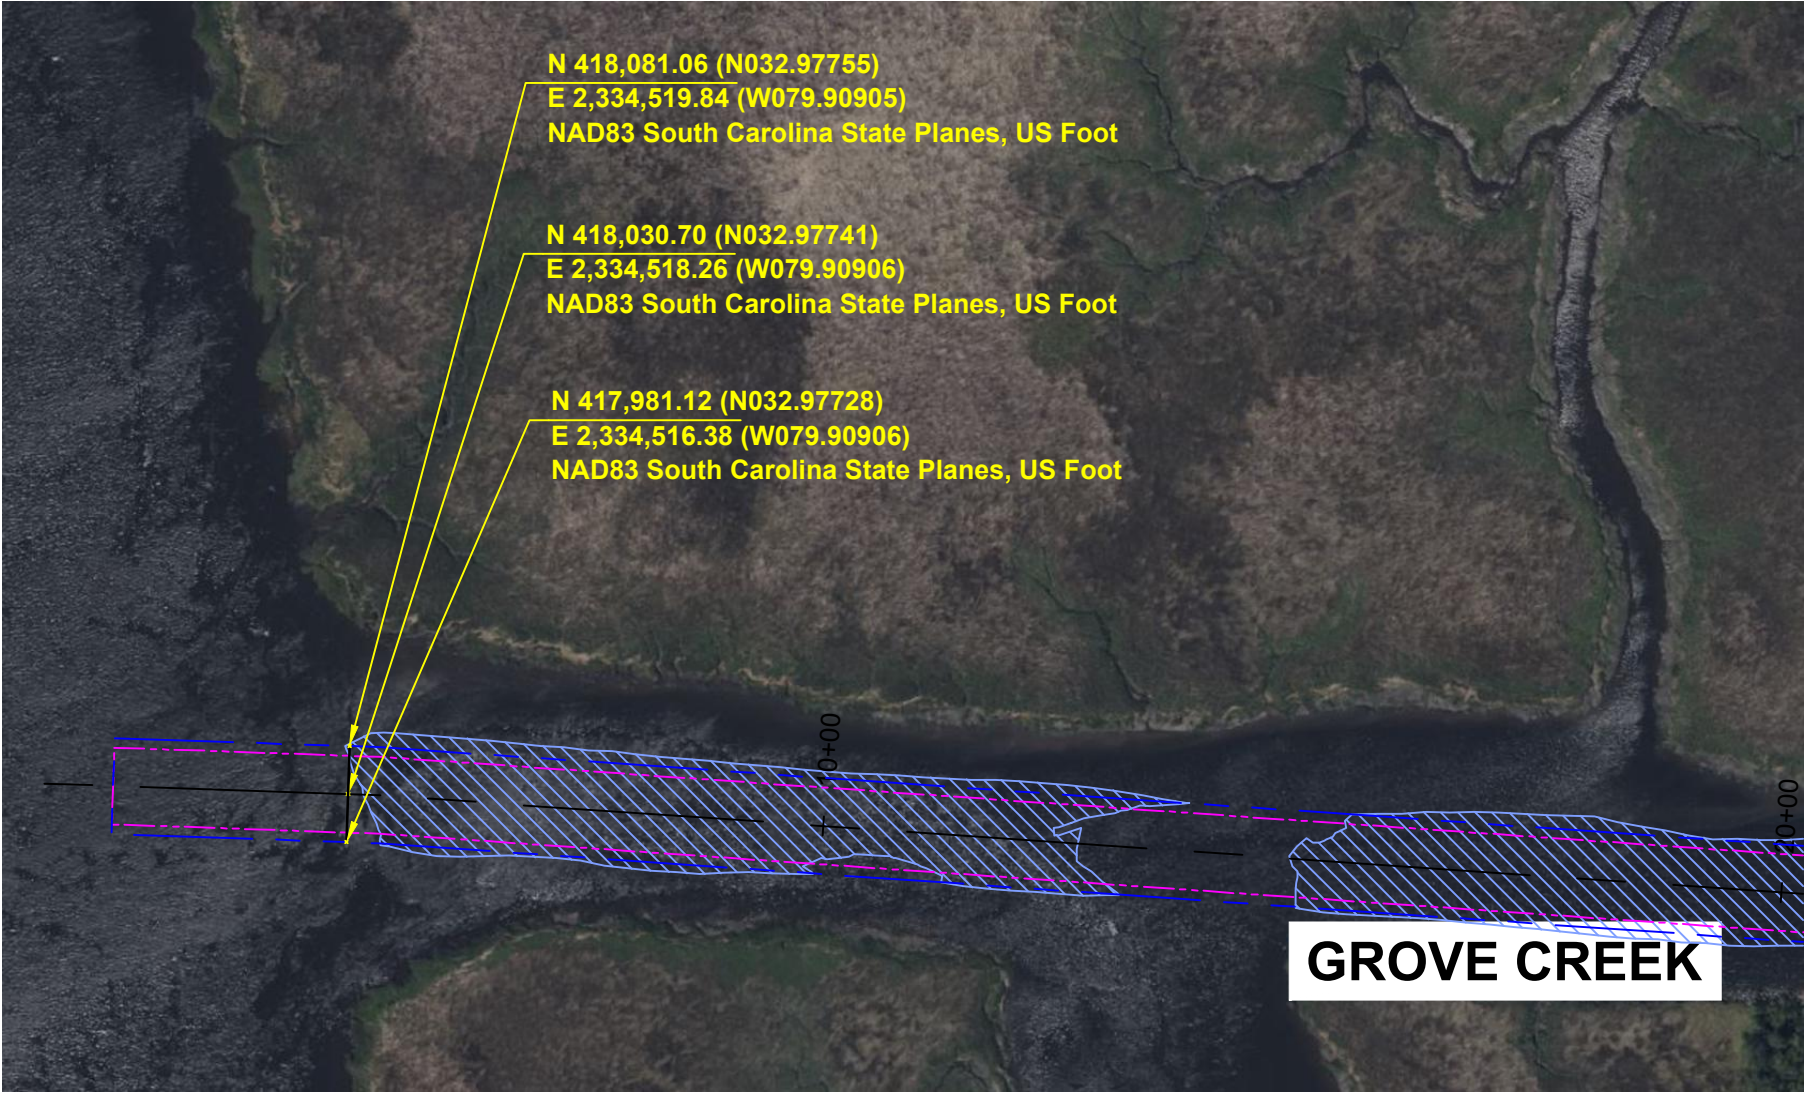 N 418,081.06 (N032.97755)
E 2,334,519.84 (W079.90905)
NAD83 South Carolina State Planes, US Foot
N 418,030.70 (N032.97741)
E 2,334,518.26 (W079.90906)
NAD83 South Carolina State Planes, US Foot
N 417,981.12 (N032.97728)
E 2,334,516.38 (W079.90906)
NAD83 South Carolina State Planes, US Foot
GROVE CREEK